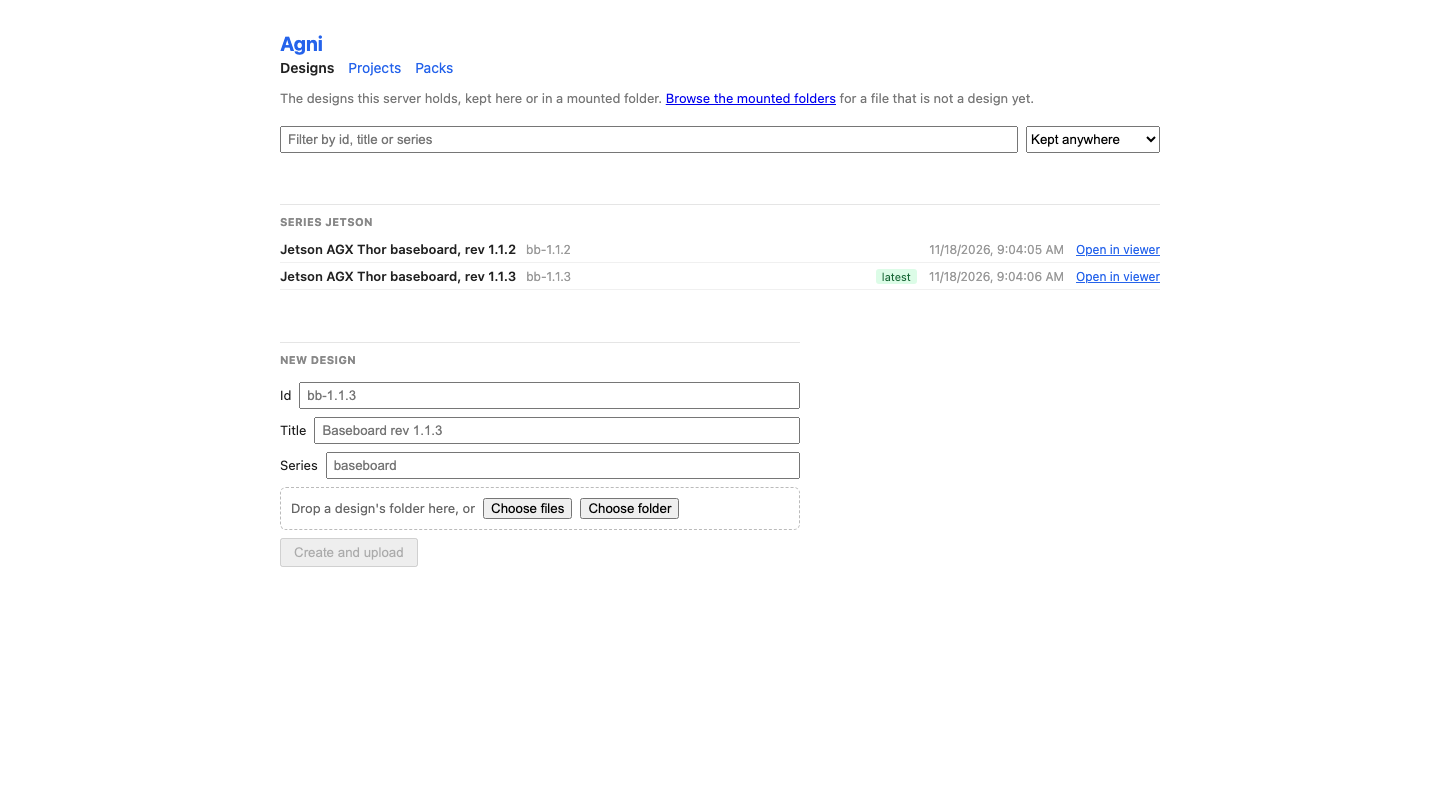 Agni
Designs Projects Packs
The designs this server holds, kept here or in a mounted folder. Browse the mounted folders for a file that is not a design yet.
Filter by id, title or series Kept anywhere
SERIES JETSON
Jetson AGX Thor baseboard, rev 1.1.2 bb-1.1.2 11/18/2026, 9:04:05 AM Open in viewer
Jetson AGX Thor baseboard, rev 1.1.3 bb-1.1.3 latest 11/18/2026, 9:04:06 AM Open in viewer
NEW DESIGN
Id bb-1.1.3
Title Baseboard rev 1.1.3
Series baseboard
Drop a design's folder here, or Choose files Choose folder
Create and upload